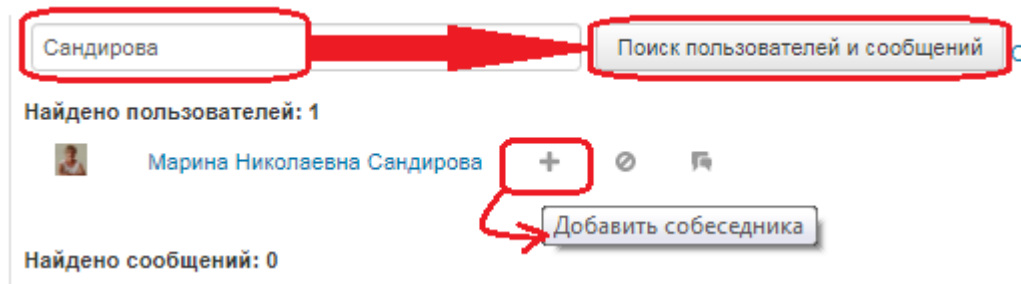 Сандирова Поиск пользователей и сообщений
Найдено пользователей: 1
Марина Николаевна Сандирова
Добавить собеседника
Найдено сообщений: 0